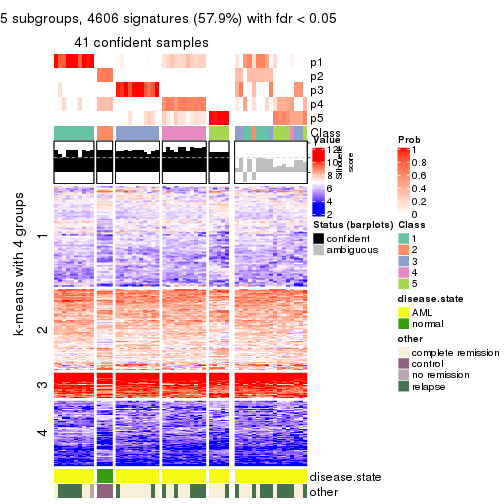 5 subgroups, 4606 signatures (57.9%) with fdr < 0.05
41 confident samples
p1
p2
p3
p4
p5
Class
Silhouette
score
k-means with 4 groups
1
2
3
4
disease.state
other
Value
12
8
6
4
2
Status (barplots)
confident
ambiguous
Prob
1
0.8
0.6
0.4
0.2
0
Class
1
2
3
4
5
disease.state
AML
normal
other
complete remission
control
no remission
relapse